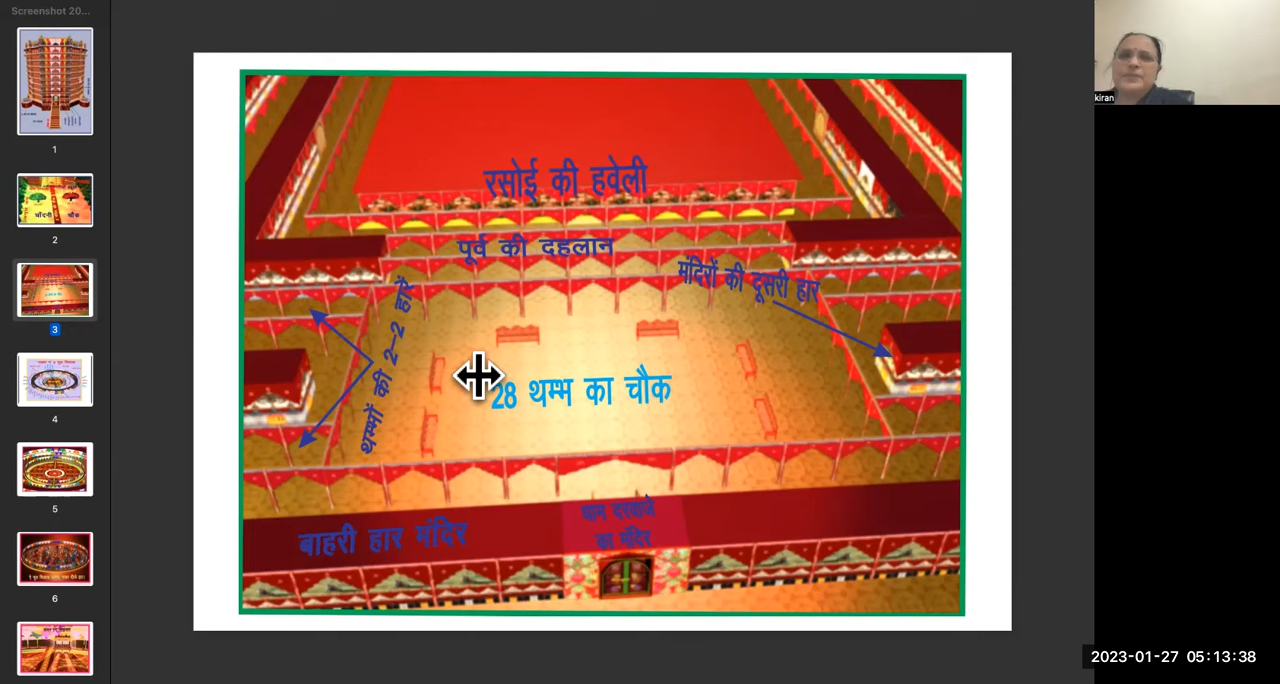 Screenshot 20...
1
चाँदनी चौक
2
3
4
5
6
रसोई की हवेली
पूर्व की दहलान
मंदिरों की दूसरी हार
थम्भों की 2–2 हारें
28 थम्भ का चौक
बाहरी हार मंदिर
धाम दरवाजे
का मंदिर
kiran
2023-01-27 05:13:38